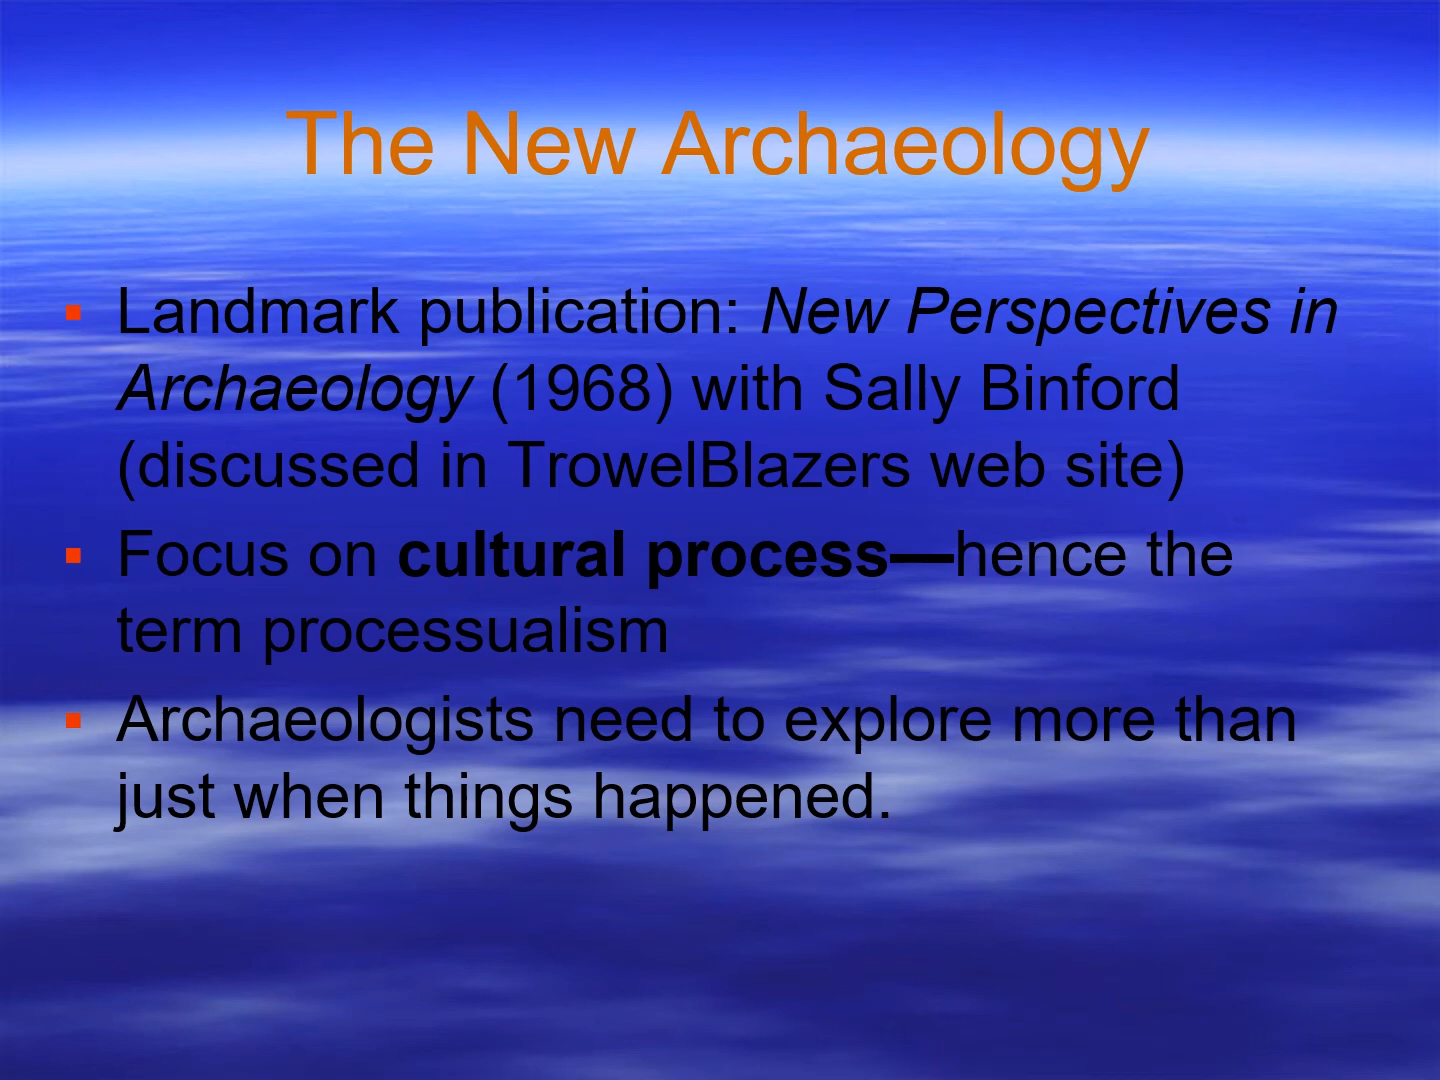 The New Archaeology
▪ Landmark publication: New Perspectives in
Archaeology (1968) with Sally Binford
(discussed in TrowelBlazers web site)
▪ Focus on cultural process—hence the
term processualism
▪ Archaeologists need to explore more than
just when things happened.